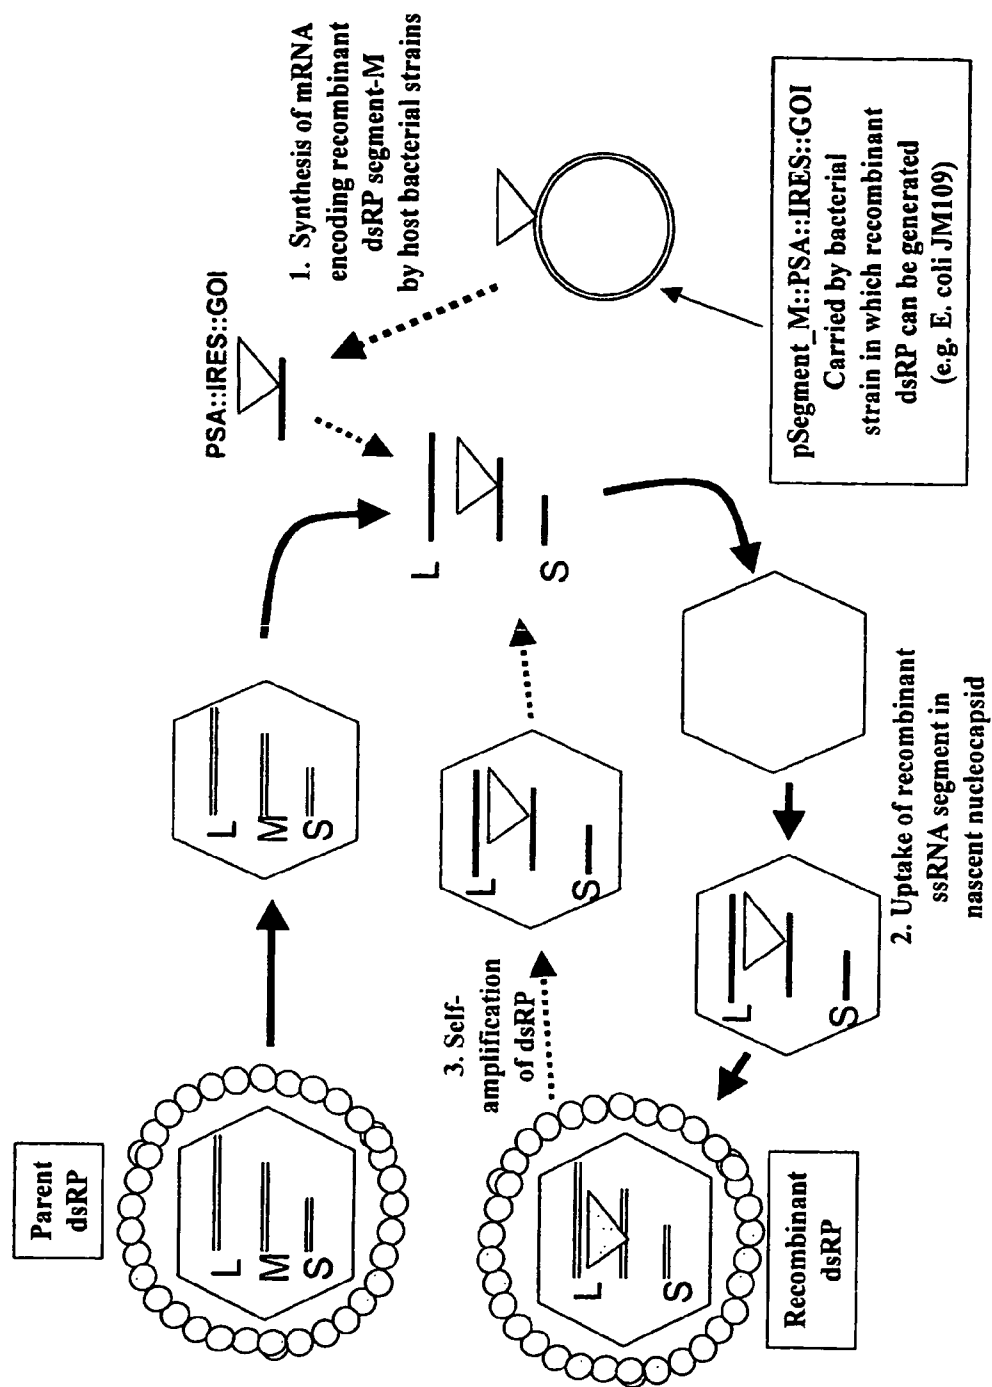 Parent
dsRP
L
M
S
L
M
S
PSA::IRES::GOI
1. Synthesis of mRNA
encoding recombinant
dsRP segment-M
by host bacterial strains
L
S
3. Self-
amplification
of dsRP
L
S
L
S
Recombinant
dsRP
L
S
2. Uptake of recombinant
ssRNA segment in
nascent nucleocapsid
pSegment_M::PSA::IRES::GOI
Carried by bacterial
strain in which recombinant
dsRP can be generated
(e.g. E. coli JM109)